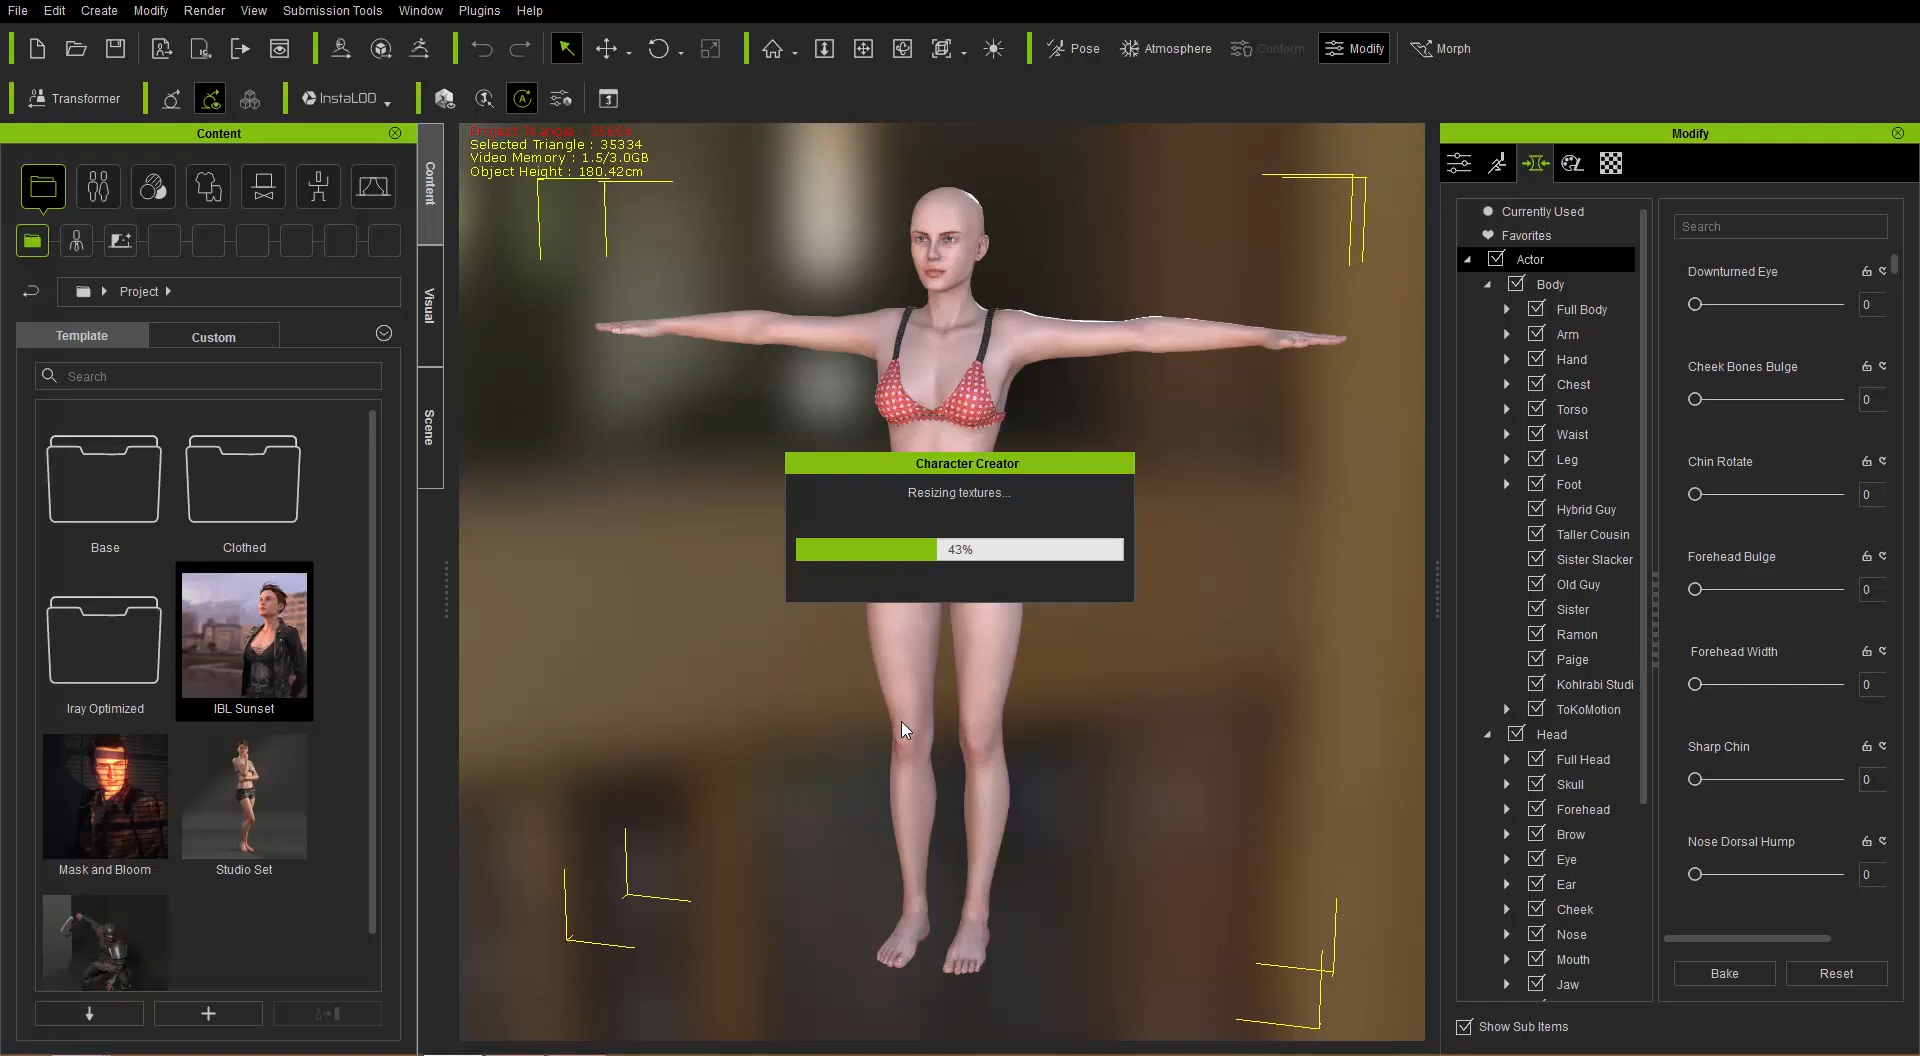 File Edit Create Modify Render View Submission Tools Window Plugins Help
Pose Atmosphere Conform Modify Morph
Transformer InstaLOD
Content
Content
Visual
Scene
Project
Template Custom
Search
Base Clothed
Iray Optimized IBL Sunset
Mask and Bloom Studio Set
Project Triangle : 35654
Selected Triangle : 35334
Video Memory : 1.5/3.0GB
Object Height : 180.42cm
Character Creator
Resizing textures...
43%
Modify
Currently Used
Favorites
Actor
Body
Full Body
Arm
Hand
Chest
Torso
Waist
Leg
Foot
Hybrid Guy
Taller Cousin
Sister Slacker
Old Guy
Sister
Ramon
Paige
Kohlrabi Studi
ToKoMotion
Head
Full Head
Skull
Forehead
Brow
Eye
Ear
Cheek
Nose
Mouth
Jaw
Show Sub Items
Search
Downturned Eye
0
Cheek Bones Bulge
0
Chin Rotate
0
Forehead Bulge
0
Forehead Width
0
Sharp Chin
0
Nose Dorsal Hump
0
Bake Reset